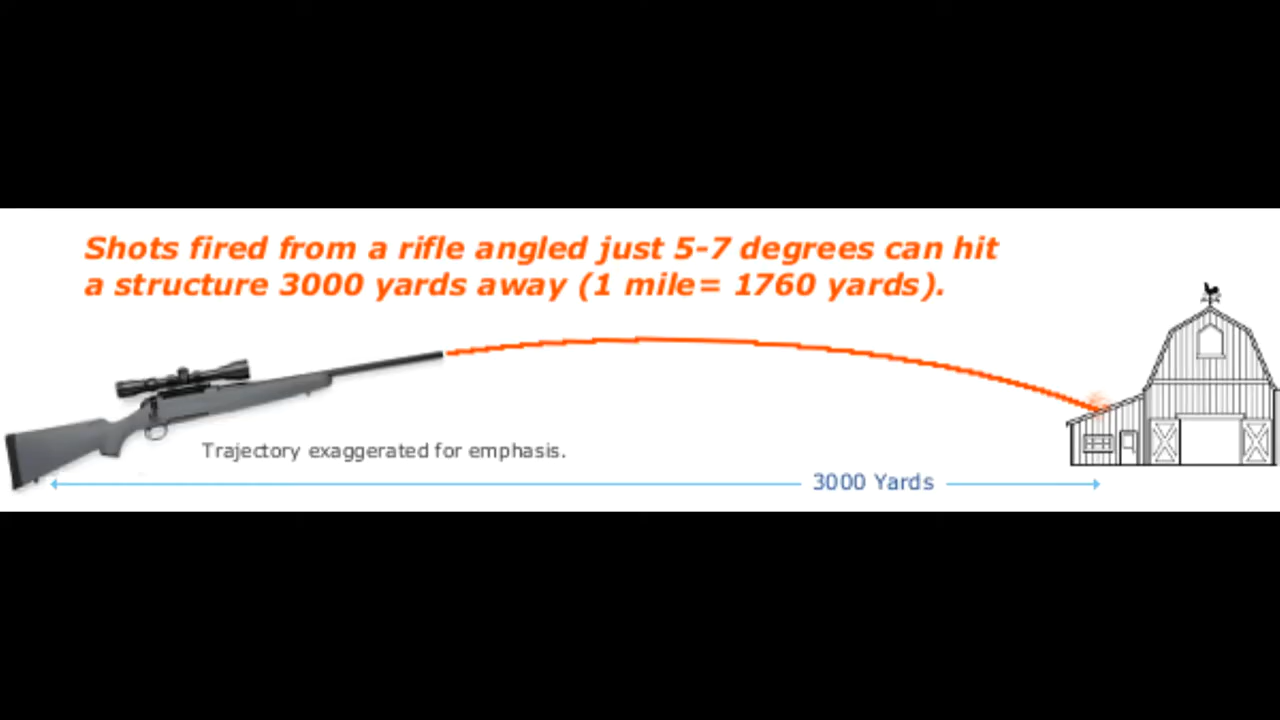 Shots fired from a rifle angled just 5-7 degrees can hit
a structure 3000 yards away (1 mile= 1760 yards).
Trajectory exaggerated for emphasis.
3000 Yards